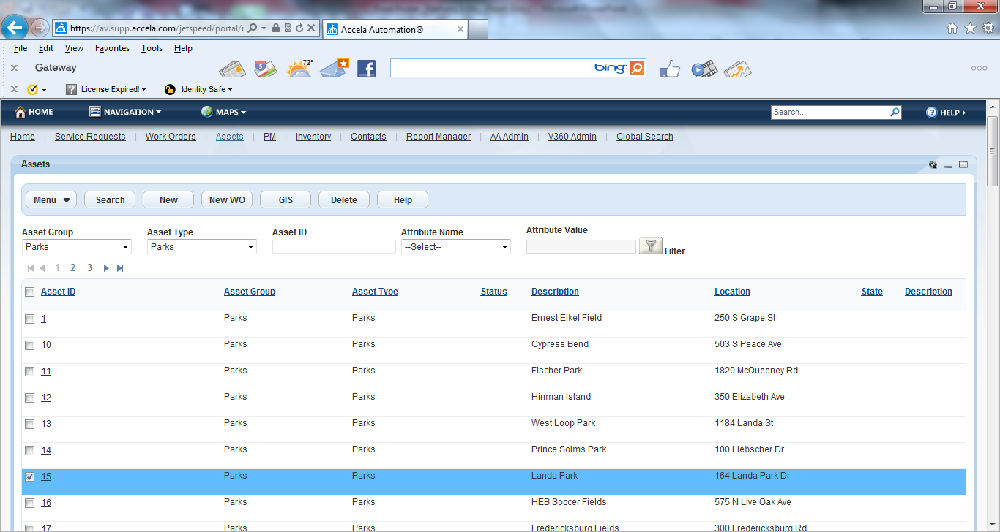 https://av.supp.accela.com/jetspeed/portal/r
Accela Automation®
File Edit View Favorites Tools Help
x Gateway
72°
bing
x License Expired! Identity Safe
HOME NAVIGATION MAPS Search... HELP
Home | Service Requests | Work Orders | Assets | PM | Inventory | Contacts | Report Manager | AA Admin | V360 Admin | Global Search
Assets
Menu Search New New WO GIS Delete Help
Asset Group Asset Type Asset ID Attribute Name Attribute Value
Parks Parks --Select-- Filter
1 2 3
Asset ID Asset Group Asset Type Status Description Location State Description
1 Parks Parks Ernest Eikel Field 250 S Grape St
10 Parks Parks Cypress Bend 503 S Peace Ave
11 Parks Parks Fischer Park 1820 McQueeney Rd
12 Parks Parks Hinman Island 350 Elizabeth Ave
13 Parks Parks West Loop Park 1184 Landa St
14 Parks Parks Prince Solms Park 100 Liebscher Dr
15 Parks Parks Landa Park 164 Landa Park Dr
16 Parks Parks HEB Soccer Fields 575 N Live Oak Ave
17 Parks Parks Fredericksburg Fields 300 Fredericksburg Rd